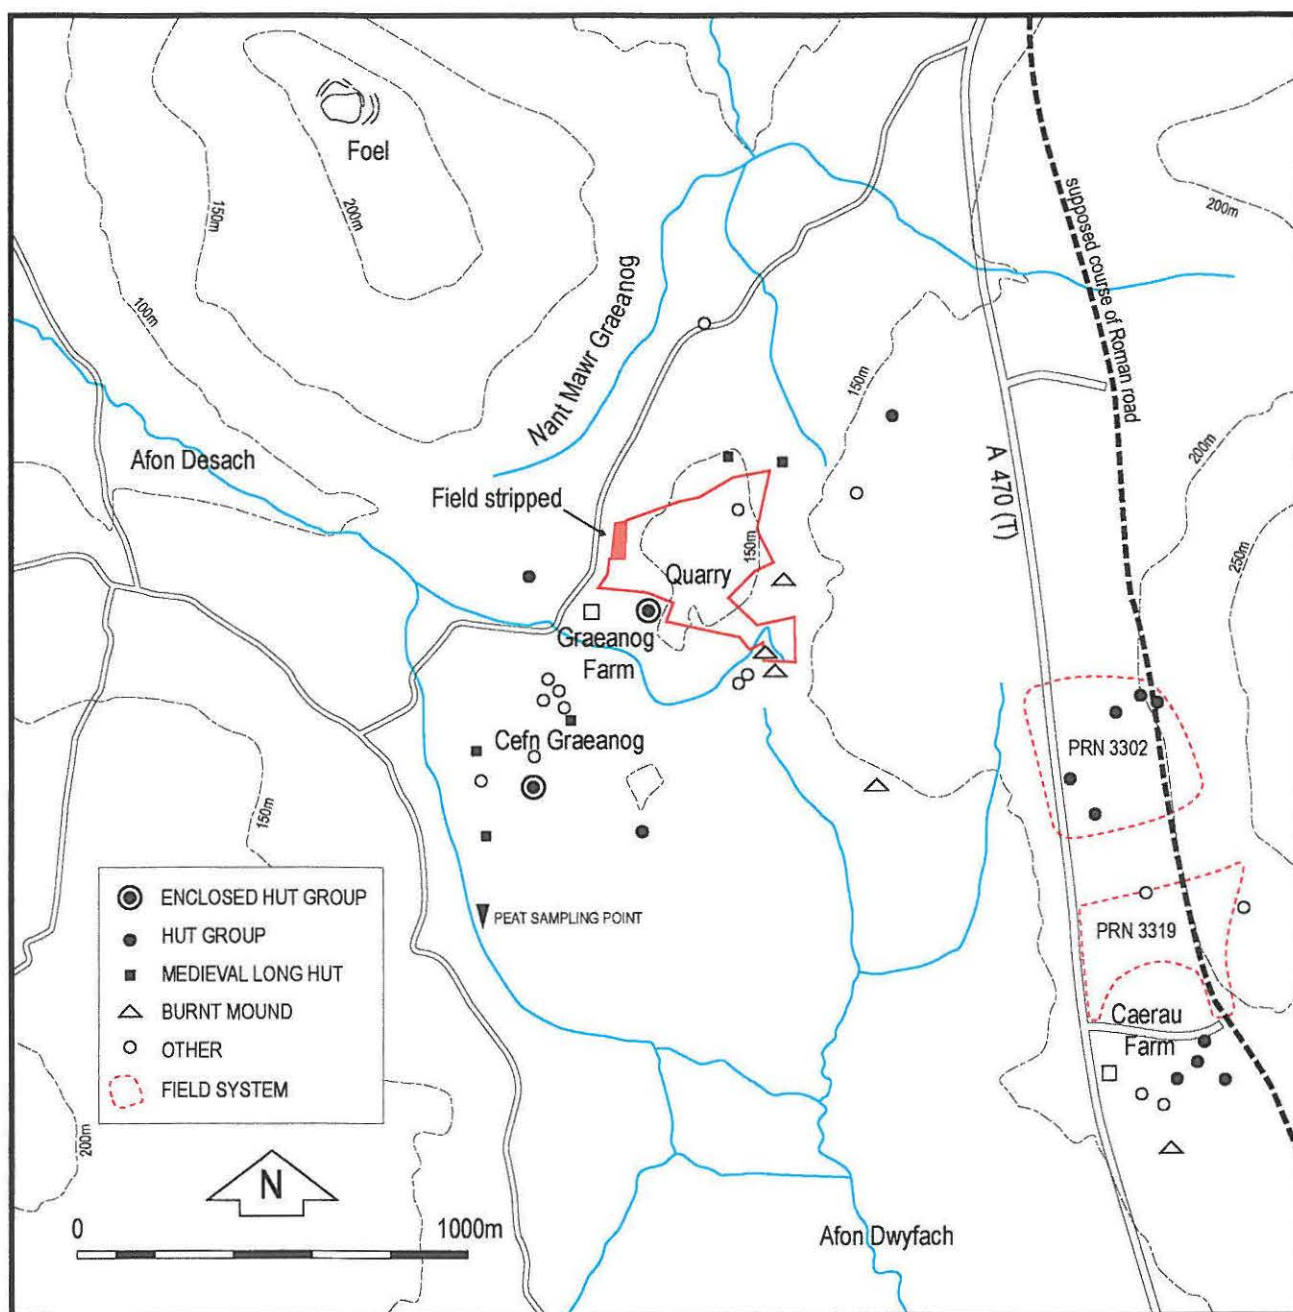 Foel
200m
150m
100m
200m
supposed course of Roman road
Nant Mawr Graeanog
150m
Afon Desach
A 470 (T)
200m
Field stripped
150m
250m
Quarry
Graeanog
Farm
Cefn Graeanog
PRN 3302
150m
ENCLOSED HUT GROUP
HUT GROUP
MEDIEVAL LONG HUT
BURNT MOUND
OTHER
FIELD SYSTEM
PEAT SAMPLING POINT
PRN 3319
Caerau
Farm
200m
N
0 1000m
Afon Dwyfach